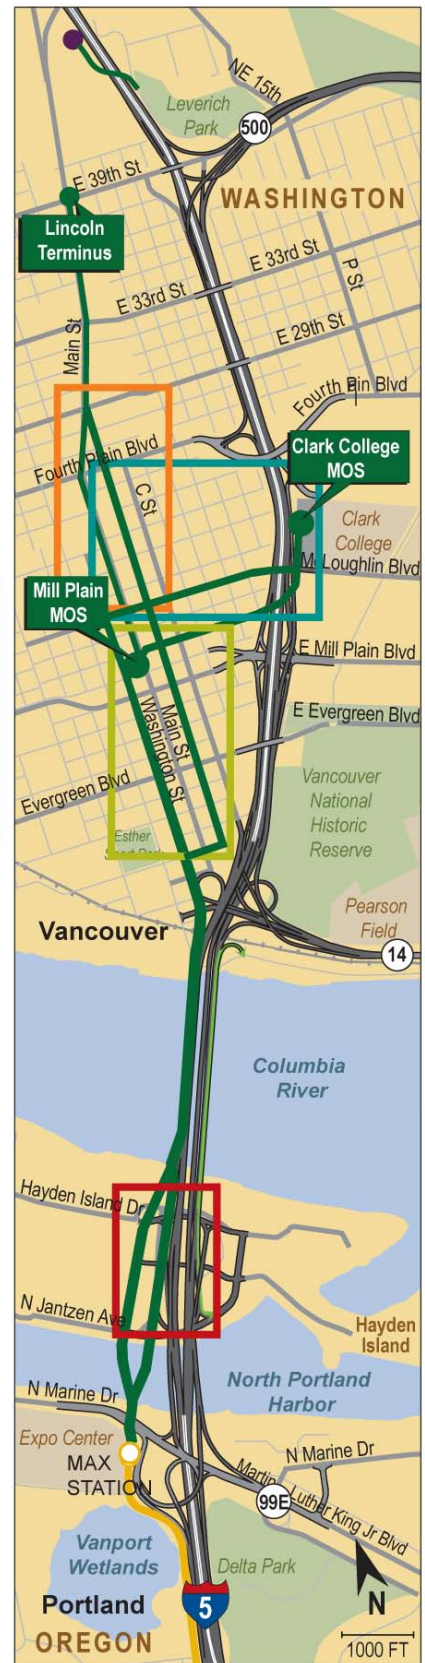 NE 15th
Leverich
Park
500
E 39th St
WASHINGTON
Lincoln
Terminus
E 33rd St
E 33rd St
P St
Main St
E 29th St
Fourth Plain Blvd
Fourth Plain Blvd
Clark College
MOS
C St
Clark
College
McLoughlin Blvd
Mill Plain
MOS
E Mill Plain Blvd
Main St
Washington St
E Evergreen Blvd
Evergreen Blvd
Vancouver
National
Historic
Reserve
Esther
Short Park
Pearson
Field
Vancouver
14
Columbia
River
Hayden Island Dr
N Jantzen Ave
Hayden
Island
North Portland
Harbor
N Marine Dr
Expo Center
MAX
STATION
N Marine Dr
Martin Luther King Jr Blvd
99E
Vanport
Wetlands
Delta Park
Portland
5
N
OREGON
1000 FT